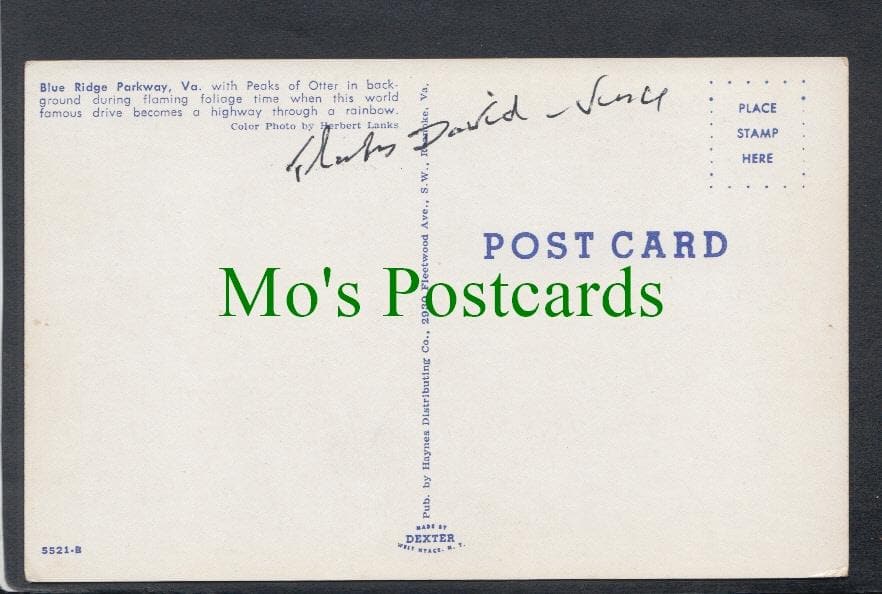 Blue Ridge Parkway, Va. with Peaks of Otter in back-
ground during flaming foliage time when this world
famous drive becomes a highway through a rainbow.
Color Photo by Herbert Lanks
David
PLACE
STAMP
HERE
POST CARD
Mo's Postcards
Pub. by Haynes Distributing Co., 2930 Fleetwood Ave., S.W., Roanoke, Va.
MADE BY
DEXTER
WEST NYACK, N. Y.
5521-B